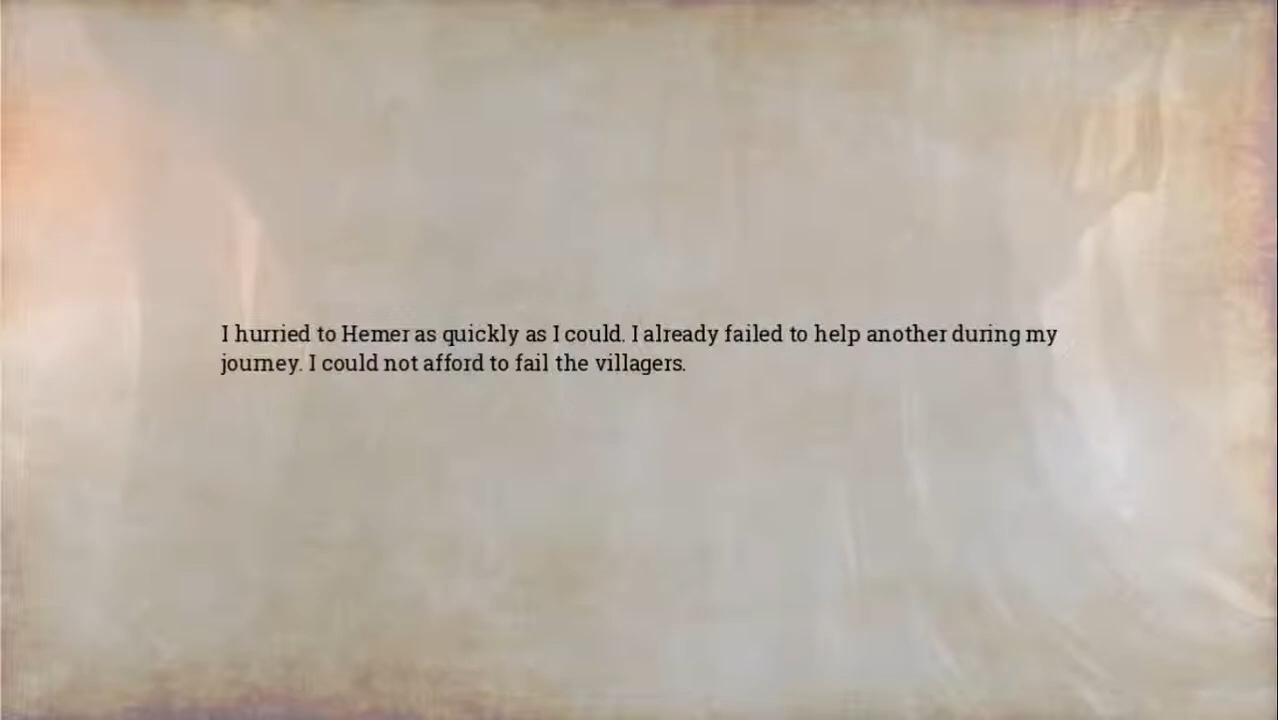 I hurried to Hemer as quickly as I could. I already failed to help another during my
journey. I could not afford to fail the villagers.